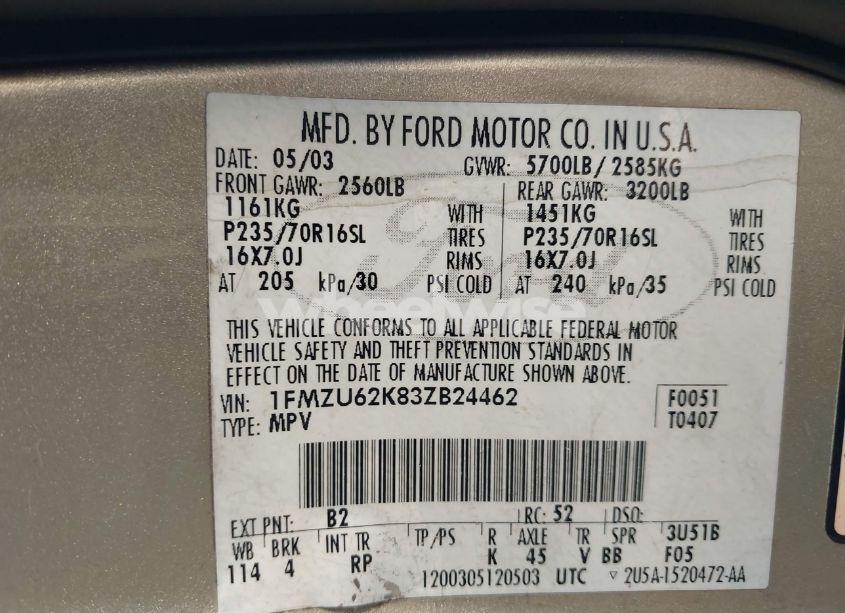 MFD. BY FORD MOTOR CO. IN U.S.A.
DATE: 05/03 GVWR: 5700LB/ 2585KG
FRONT GAWR: 2560LB REAR GAWR: 3200LB
1161KG WITH 1451KG WITH
P235/70R16SL TIRES P235/70R16SL TIRES
16X7.0J RIMS 16X7.0J RIMS
AT 205 kPa/30 PSI COLD AT 240 kPa/35 PSI COLD
Ford
wheelwise
THIS VEHICLE CONFORMS TO ALL APPLICABLE FEDERAL MOTOR
VEHICLE SAFETY AND THEFT PREVENTION STANDARDS IN
EFFECT ON THE DATE OF MANUFACTURE SHOWN ABOVE.
VIN: 1FMZU62K83ZB24462 F0051
TYPE: MPV T0407
EXT PNT: B2 RC: 52 DSO:
WB BRK INT TR TP/PS R AXLE TR SPR 3U51B
114 4 RP K 45 V BB F05
1200305120503 UTC ▽ 2U5A-1520472-AA